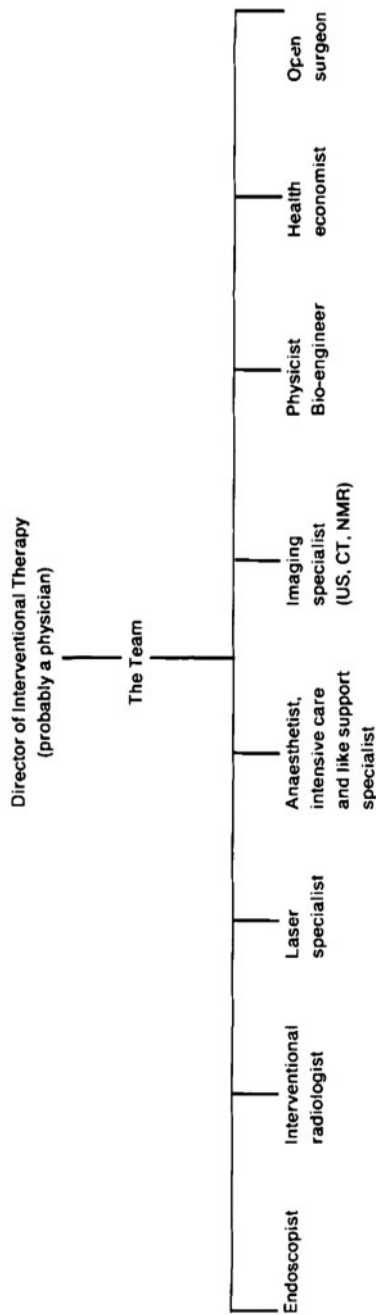 Director of Interventional Therapy
(probably a physician)
The Team
Endoscopist
Interventional
radiologist
Laser
specialist
Anaesthetist,
intensive care
and like support
specialist
Imaging
specialist
(US, CT, NMR)
Physicist
Bio-engineer
Health
economist
Open
surgeon